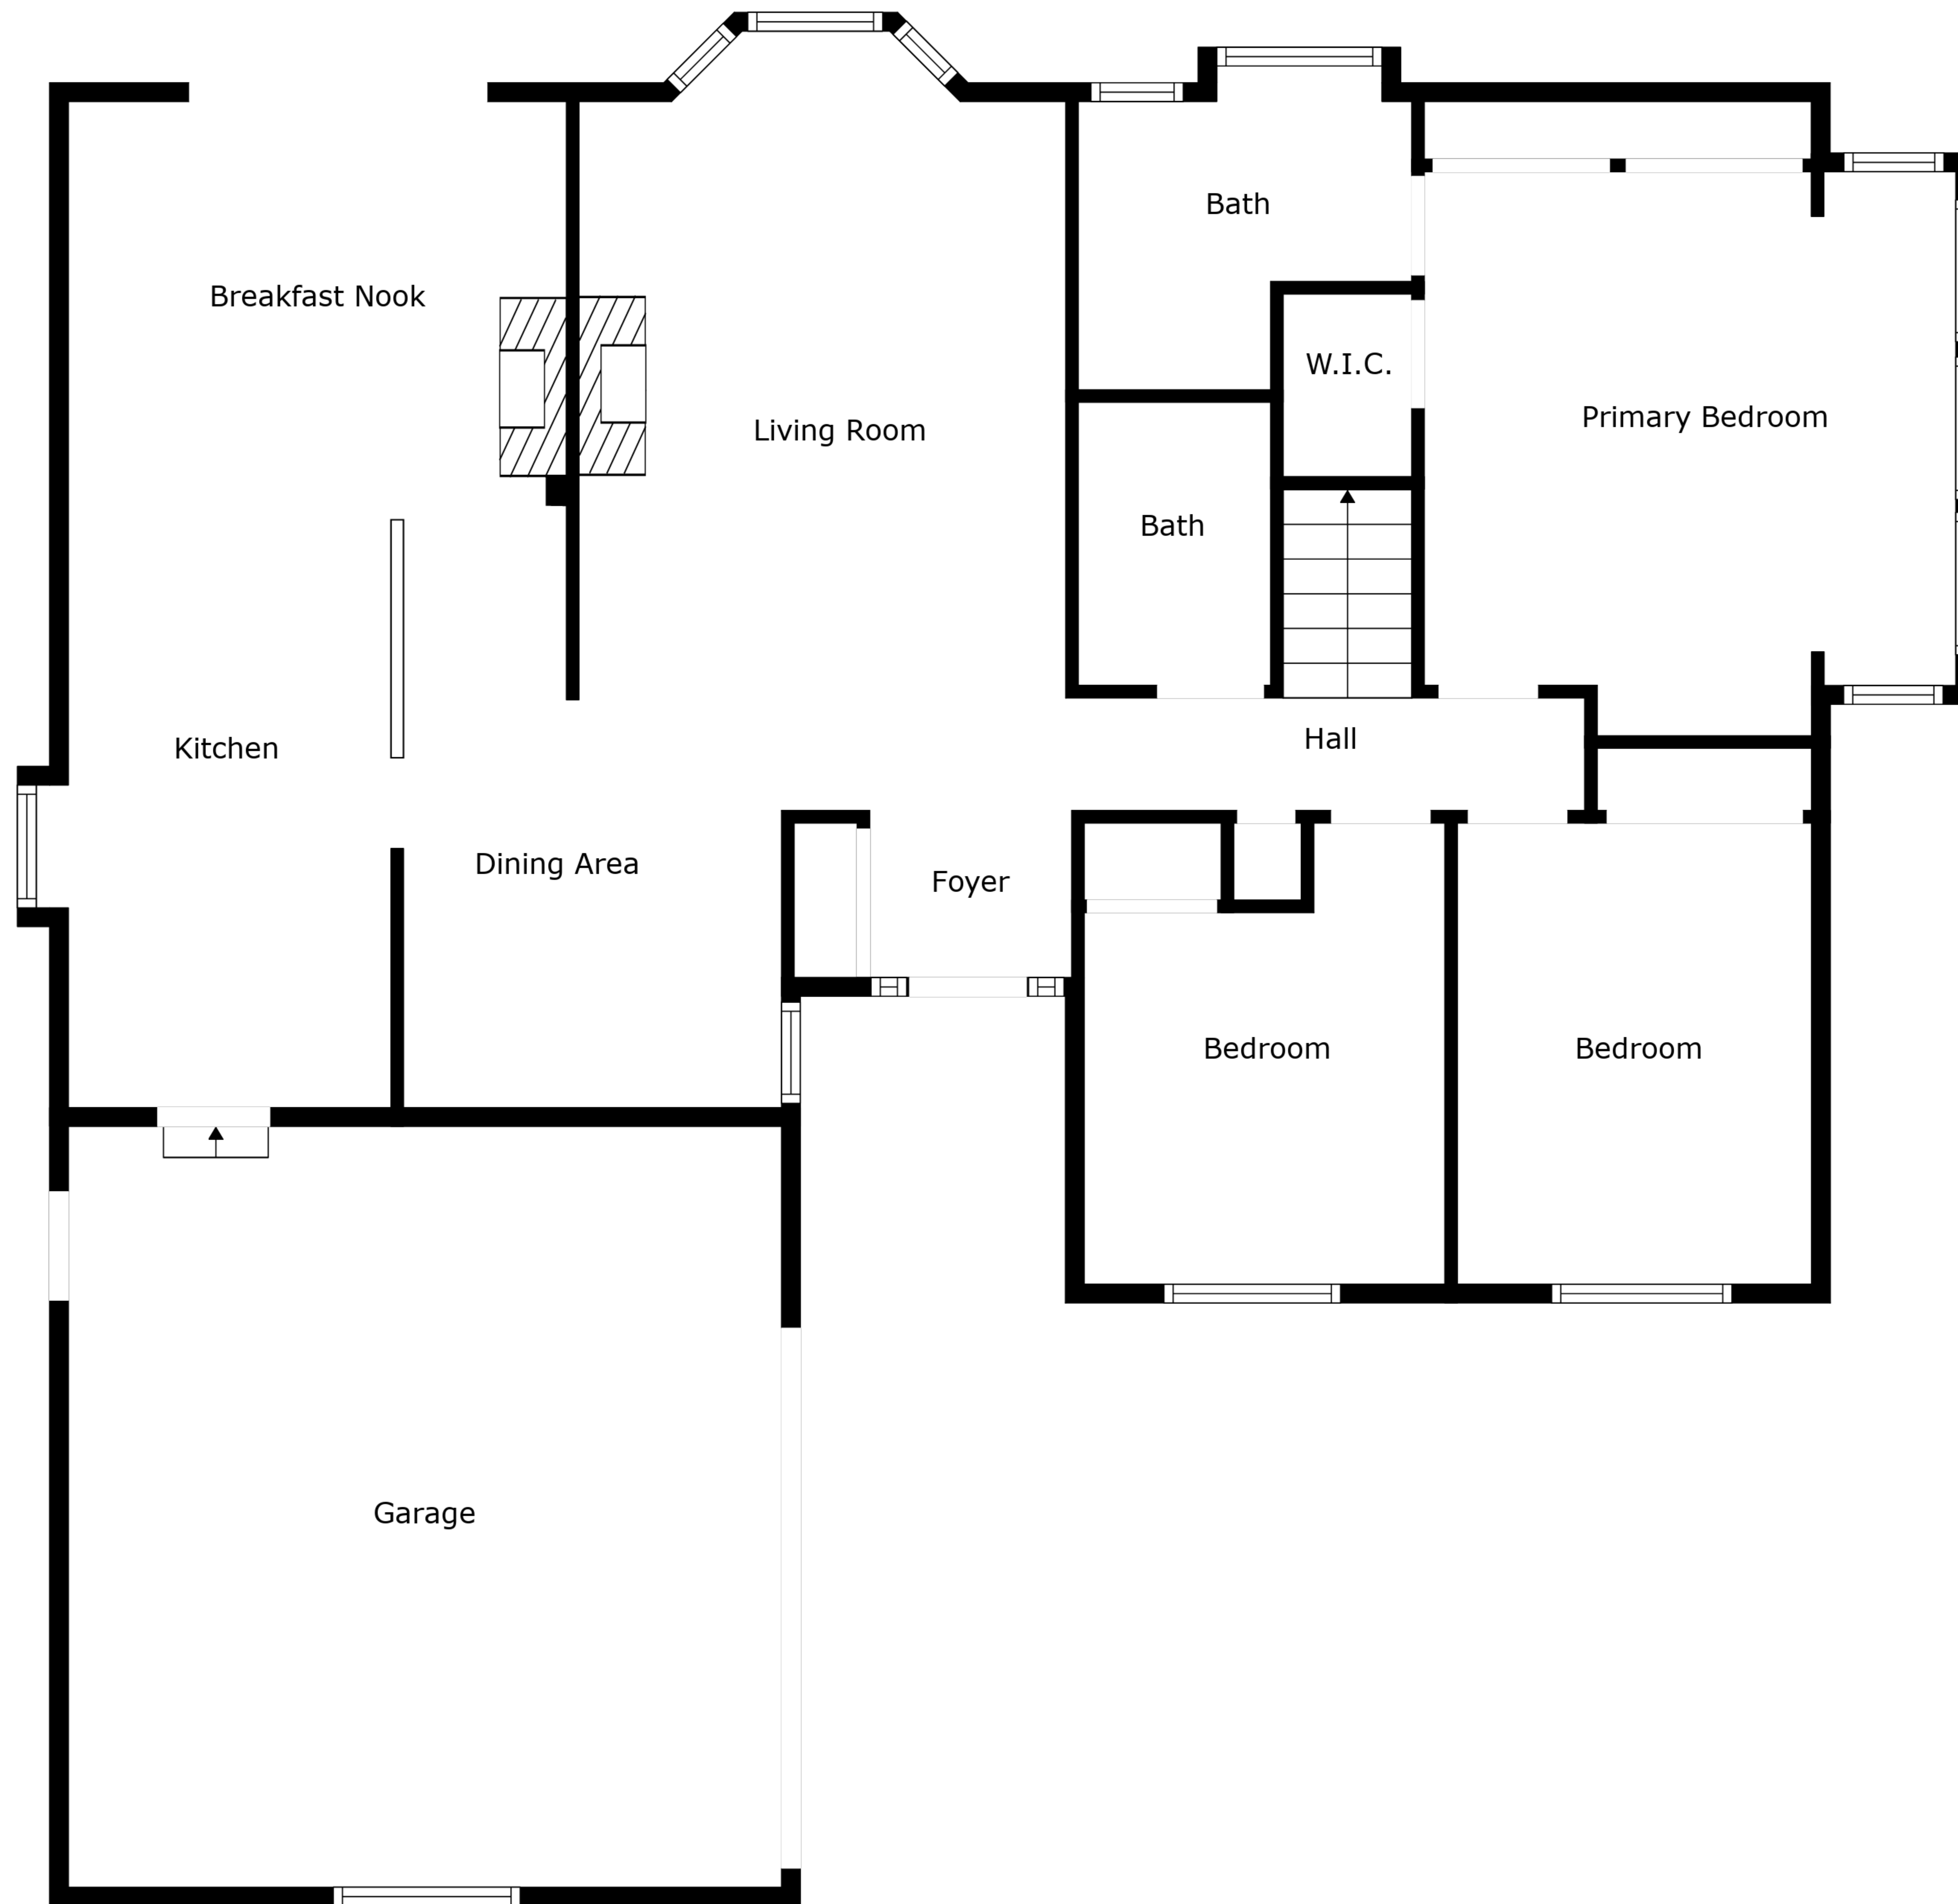 Bath
Breakfast Nook
W.I.C.
Primary Bedroom
Living Room
Bath
Hall
Kitchen
Dining Area
Foyer
Bedroom
Bedroom
Garage